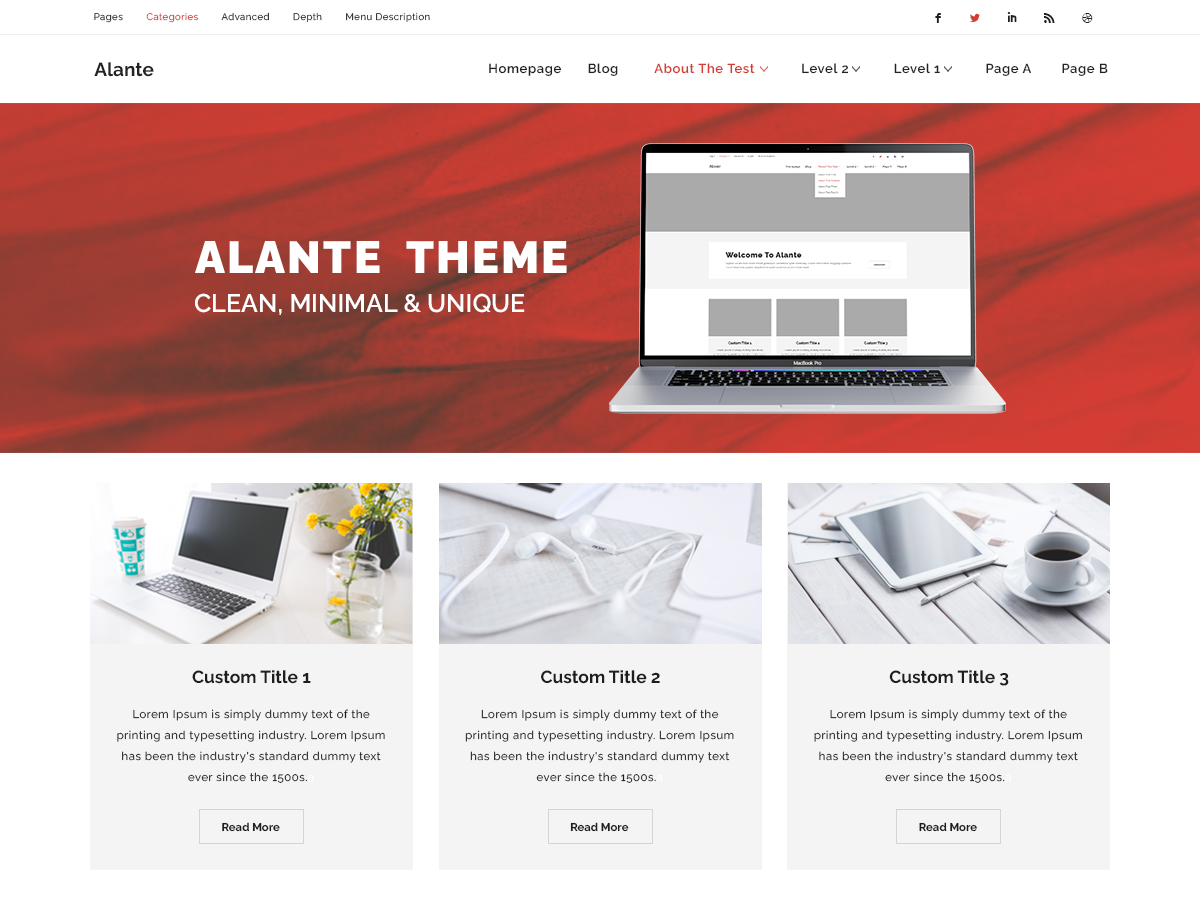 Pages Categories Advanced Depth Menu Description
Alante
Homepage Blog About The Test Level 2 Level 1 Page A Page B
ALANTE THEME
CLEAN, MINIMAL & UNIQUE
Welcome To Alante
Custom Title 1 Custom Title 2 Custom Title 3
MacBook Pro
Custom Title 1
Lorem Ipsum is simply dummy text of the
printing and typesetting industry. Lorem Ipsum
has been the industry's standard dummy text
ever since the 1500s.
Read More
Custom Title 2
Lorem Ipsum is simply dummy text of the
printing and typesetting industry. Lorem Ipsum
has been the industry's standard dummy text
ever since the 1500s.
Read More
Custom Title 3
Lorem Ipsum is simply dummy text of the
printing and typesetting industry. Lorem Ipsum
has been the industry's standard dummy text
ever since the 1500s.
Read More